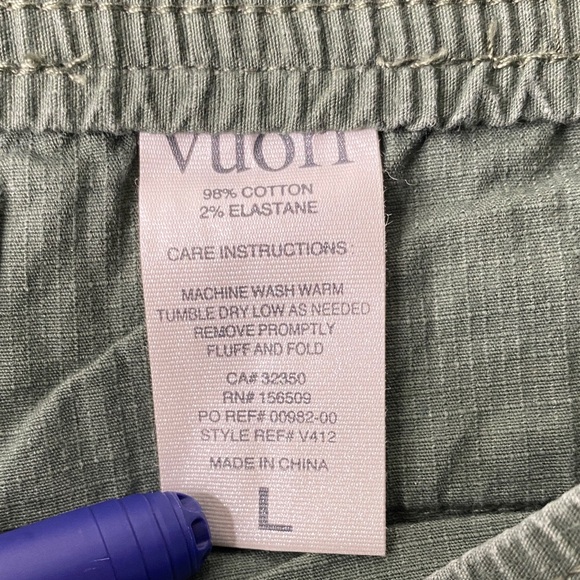 vuori
98% COTTON
2% ELASTANE
CARE INSTRUCTIONS:
MACHINE WASH WARM
TUMBLE DRY LOW AS NEEDED
REMOVE PROMPTLY
FLUFF AND FOLD
CA# 32350
RN# 156509
PO REF# 00982-00
STYLE REF# V412
MADE IN CHINA
L